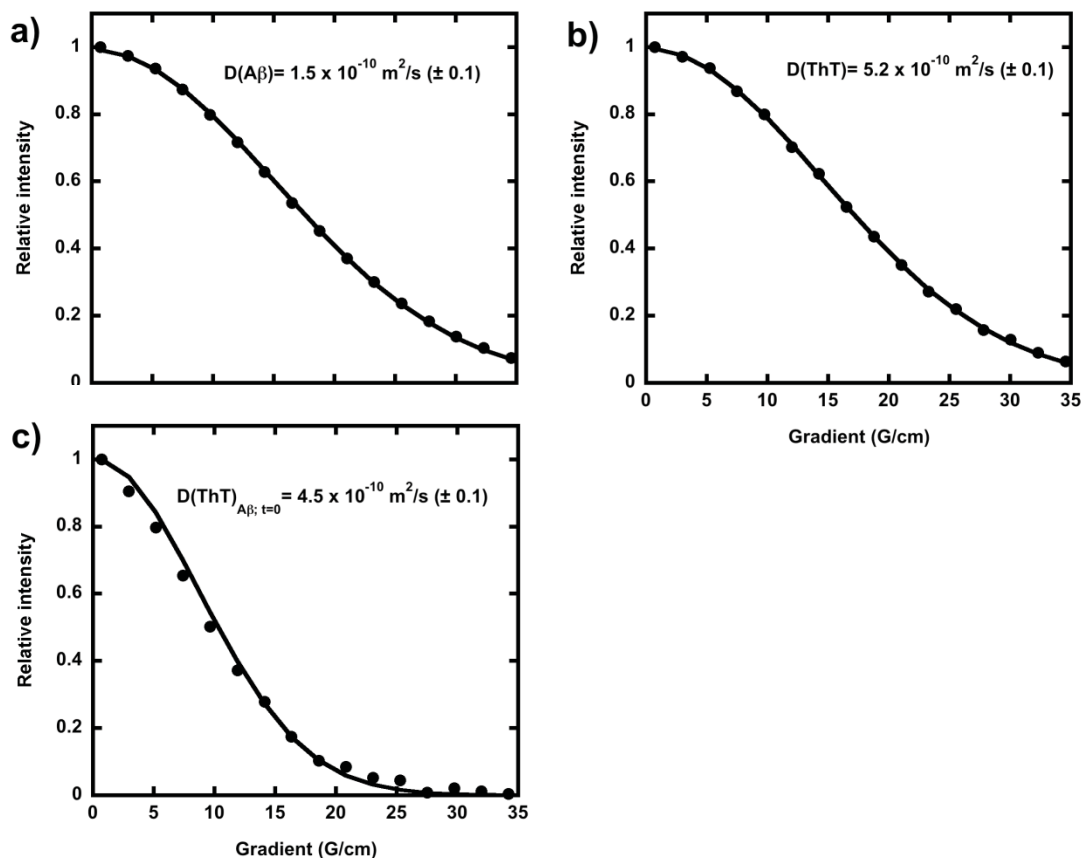 a)
D(Aβ)= 1.5 x 10⁻¹⁰ m²/s (± 0.1)
Relative intensity
1
0.8
0.6
0.4
0.2
0
b)
D(ThT)= 5.2 x 10⁻¹⁰ m²/s (± 0.1)
Relative intensity
1
0.8
0.6
0.4
0.2
0
0 5 10 15 20 25 30 35
Gradient (G/cm)
c)
D(ThT)Aβ; t=0= 4.5 x 10⁻¹⁰ m²/s (± 0.1)
Relative intensity
1
0.8
0.6
0.4
0.2
0
0 5 10 15 20 25 30 35
Gradient (G/cm)